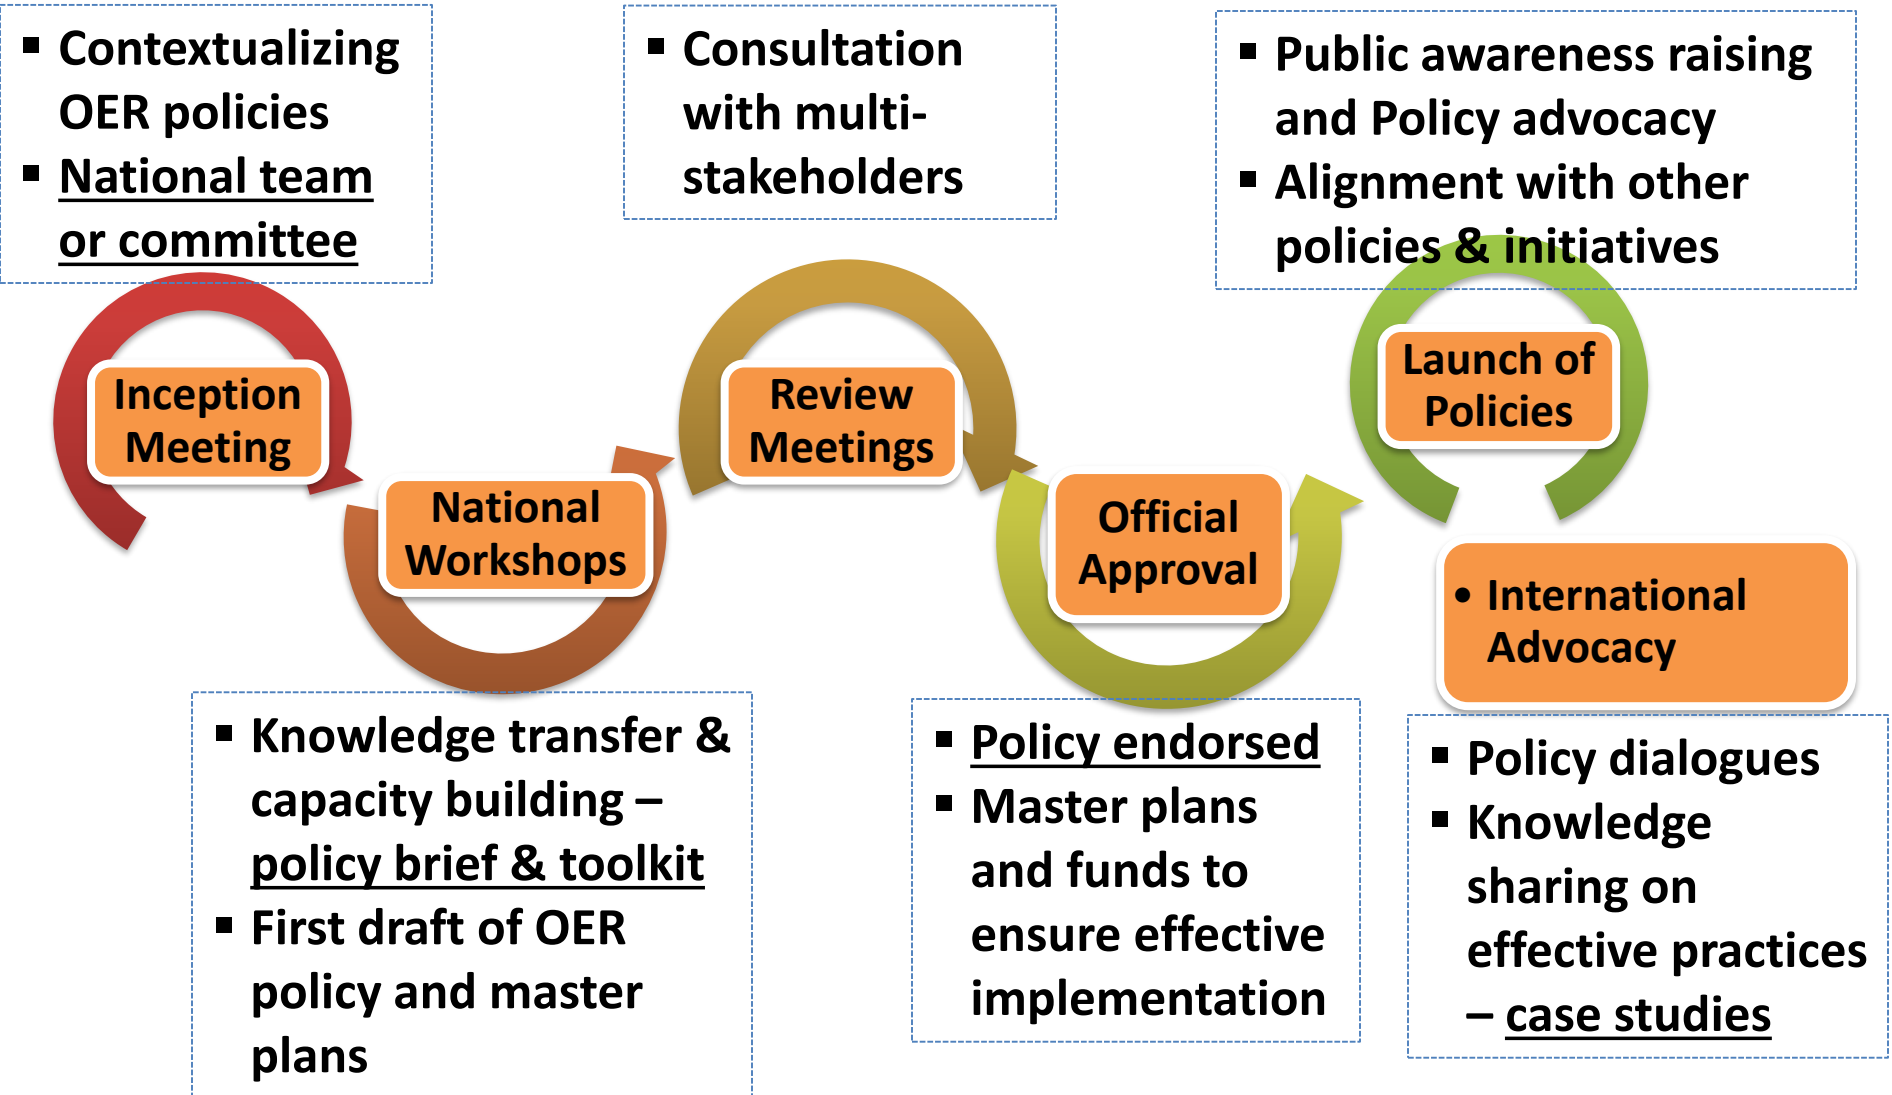 ▪ Contextualizing
OER policies
▪ National team
or committee
▪ Consultation
with multi-
stakeholders
▪ Public awareness raising
and Policy advocacy
▪ Alignment with other
policies & initiatives
Inception
Meeting
National
Workshops
Review
Meetings
Official
Approval
Launch of
Policies
• International
Advocacy
▪ Knowledge transfer &
capacity building –
policy brief & toolkit
▪ First draft of OER
policy and master
plans
▪ Policy endorsed
▪ Master plans
and funds to
ensure effective
implementation
▪ Policy dialogues
▪ Knowledge
sharing on
effective practices
– case studies